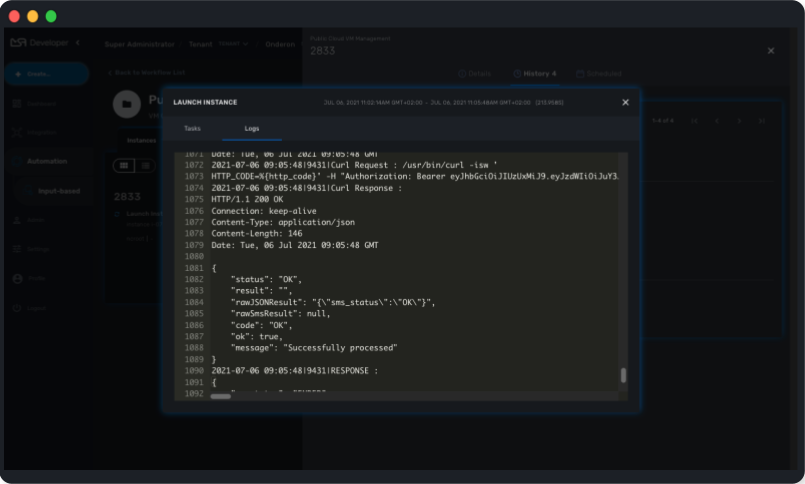 Developer
Super Administrator
Tenant
Public Cloud VM Management
2833
Back to Workflow List
Details
History 4
Scheduled
Automation
Input-based
Instances
2833
1-4 of 4
Settings
LAUNCH INSTANCE
JUL 06, 2021 11:02:14AM GMT+02:00 - JUL 06, 2021 11:05:48AM GMT+02:00
Tasks
Logs
1071 Date: Tue, 06 Jul 2021 09:05:48 GMT
1072 2021-07-06 09:05:48|9431|Curl Request : /usr/bin/curl -isw '
1073 HTTP_CODE=%{http_code}' -H "Authorization: Bearer eyJhbGciOiJIUzUxMiJ9.eyJzdWIiOiJuY3.
1074 2021-07-06 09:05:48|9431|Curl Response :
1075 HTTP/1.1 200 OK
1076 Connection: keep-alive
1077 Content-Type: application/json
1078 Content-Length: 146
1079 Date: Tue, 06 Jul 2021 09:05:48 GMT
1080
1081 {
1082 "status": "OK",
1083 "result": "",
1084 "rawJSONResult": "{\"sms_status\":\"OK\"}",
1085 "rawSmsResult": null,
1086 "code": "OK",
1087 "ok": true,
1088 "message": "Successfully processed"
1089 }
1090 2021-07-06 09:05:48|9431|RESPONSE :
1091 {
1092